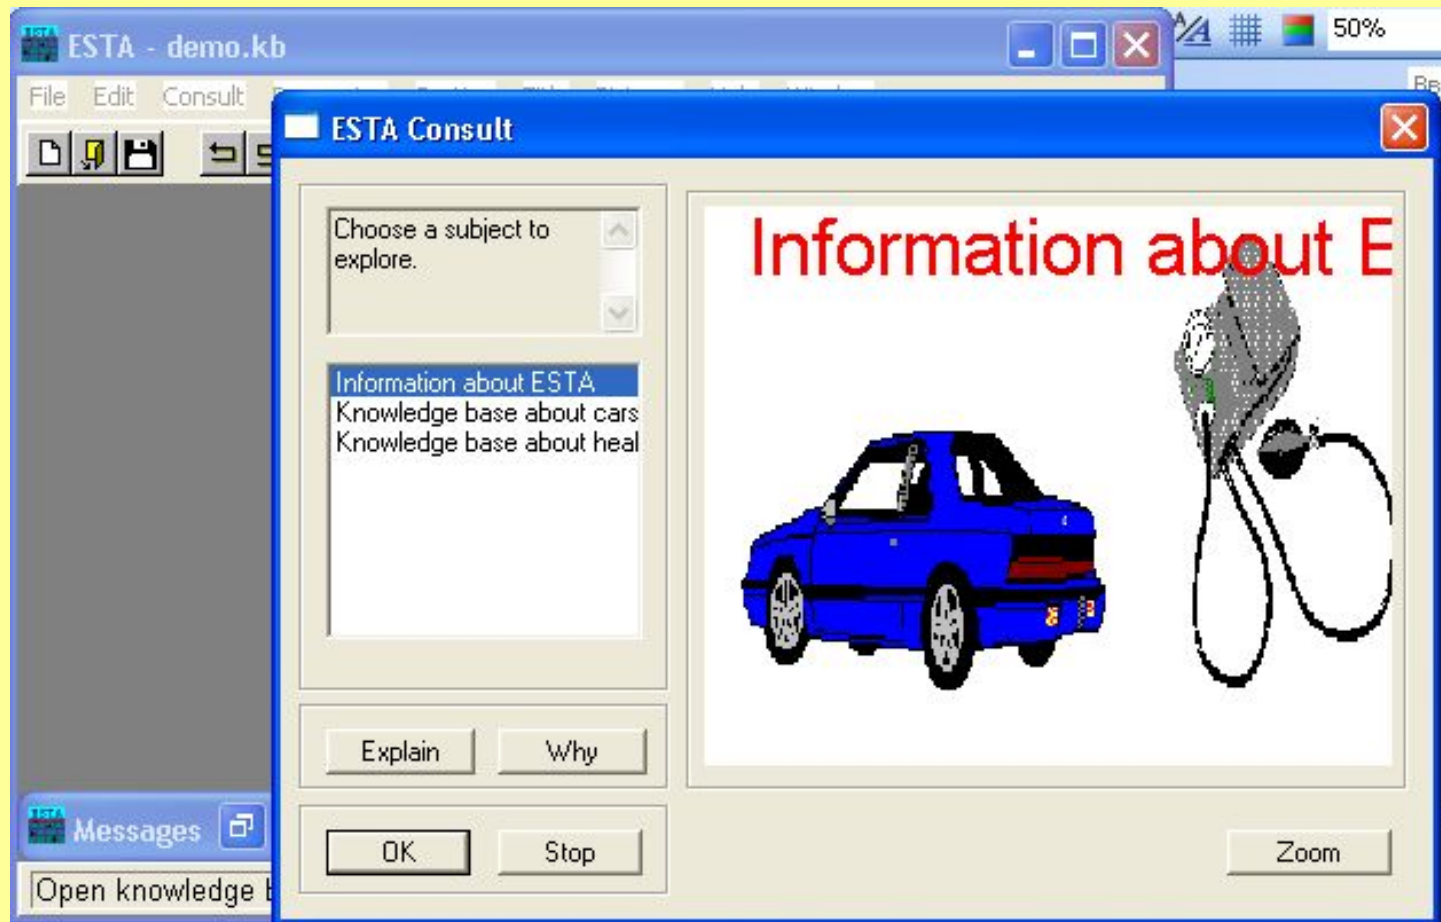 ESTA - demo.kb
50%
File Edit Consult
ESTA Consult
Choose a subject to
explore.
Information about ESTA
Knowledge base about cars
Knowledge base about heal
Information about E
Explain Why
Messages
OK Stop
Zoom
Open knowledge